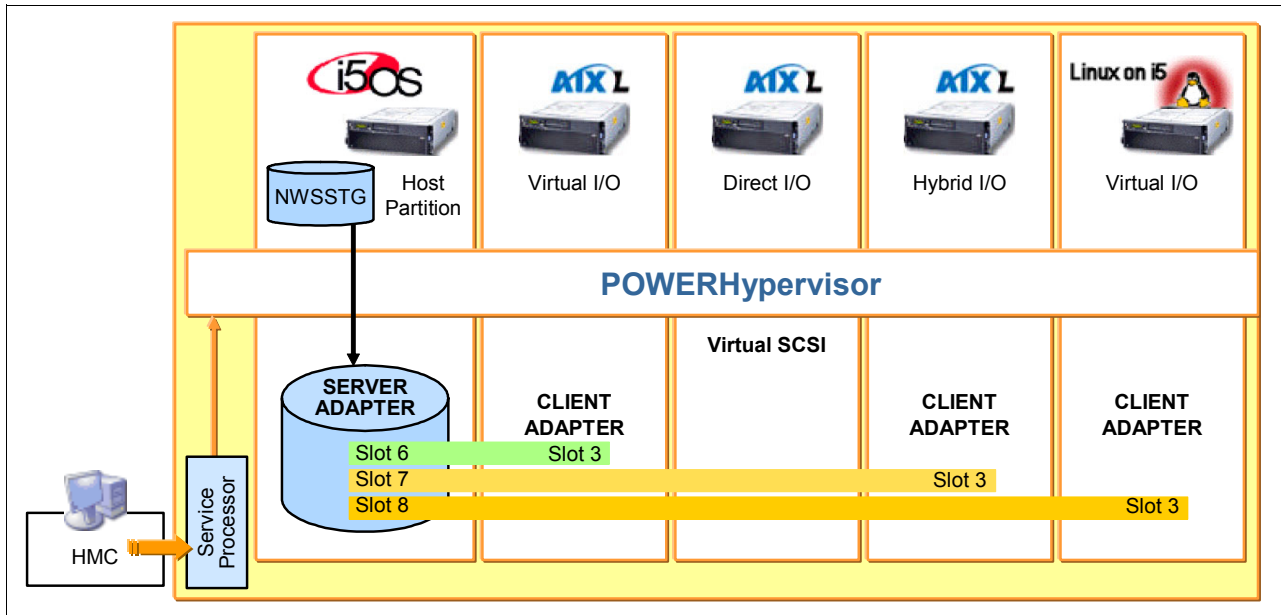 i5OS
AIX L
AIX L
AIX L
Linux on i5
NWSSTG
Host
Partition
Virtual I/O
Direct I/O
Hybrid I/O
Virtual I/O
POWERHypervisor
Virtual SCSI
SERVER
ADAPTER
CLIENT
ADAPTER
CLIENT
ADAPTER
CLIENT
ADAPTER
Slot 6 Slot 3
Slot 7 Slot 3
Slot 8 Slot 3
Service
Processor
HMC